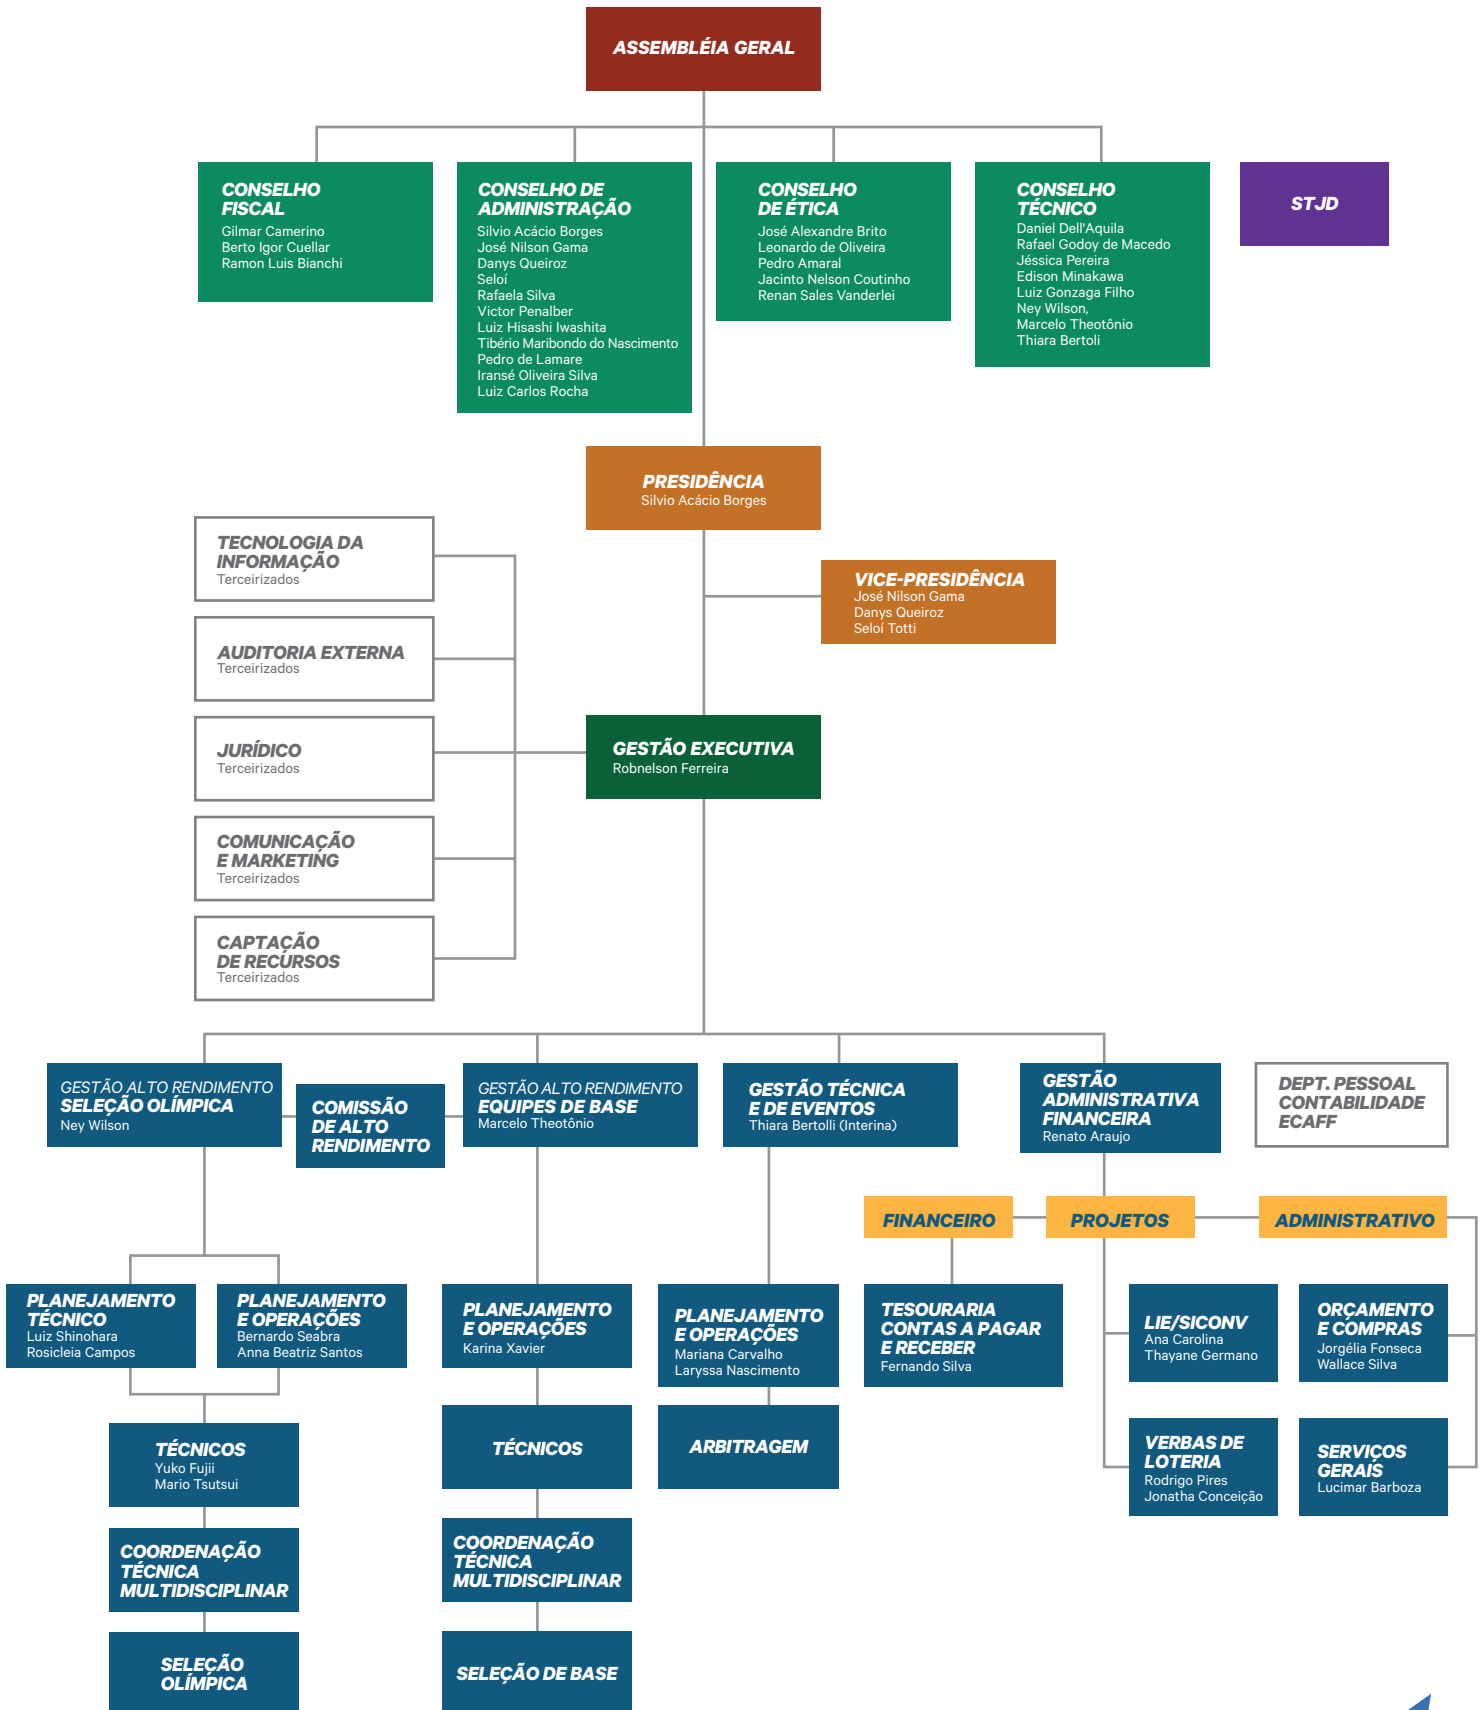 ASSEMBLÉIA GERAL
CONSELHO
FISCAL
Gilmar Camerino
Berto Igor Cuellar
Ramon Luis Bianchi
CONSELHO DE
ADMINISTRAÇÃO
Silvio Acácio Borges
José Nilson Gama
Danys Queiroz
Seloí
Rafaela Silva
Victor Penalber
Luiz Hisashi Iwashita
Tibério Maribondo do Nascimento
Pedro de Lamare
Iransé Oliveira Silva
Luiz Carlos Rocha
CONSELHO
DE ÉTICA
José Alexandre Brito
Leonardo de Oliveira
Pedro Amaral
Jacinto Nelson Coutinho
Renan Sales Vanderlei
CONSELHO
TÉCNICO
Daniel Dell'Aquila
Rafael Godoy de Macedo
Jéssica Pereira
Edison Minakawa
Luiz Gonzaga Filho
Ney Wilson,
Marcelo Theotônio
Thiara Bertoli
STJD
PRESIDÊNCIA
Silvio Acácio Borges
VICE-PRESIDÊNCIA
José Nilson Gama
Danys Queiroz
Seloí Totti
TECNOLOGIA DA
INFORMAÇÃO
Terceirizados
AUDITORIA EXTERNA
Terceirizados
JURÍDICO
Terceirizados
COMUNICAÇÃO
E MARKETING
Terceirizados
CAPTAÇÃO
DE RECURSOS
Terceirizados
GESTÃO EXECUTIVA
Robnelson Ferreira
GESTÃO ALTO RENDIMENTO
SELEÇÃO OLÍMPICA
Ney Wilson
COMISSÃO
DE ALTO
RENDIMENTO
GESTÃO ALTO RENDIMENTO
EQUIPES DE BASE
Marcelo Theotônio
GESTÃO TÉCNICA
E DE EVENTOS
Thiara Bertolli (Interina)
GESTÃO
ADMINISTRATIVA
FINANCEIRA
Renato Araujo
DEPT. PESSOAL
CONTABILIDADE
ECAFF
FINANCEIRO
PROJETOS
ADMINISTRATIVO
PLANEJAMENTO
TÉCNICO
Luiz Shinohara
Rosicleia Campos
PLANEJAMENTO
E OPERAÇÕES
Bernardo Seabra
Anna Beatriz Santos
PLANEJAMENTO
E OPERAÇÕES
Karina Xavier
PLANEJAMENTO
E OPERAÇÕES
Mariana Carvalho
Laryssa Nascimento
TESOURARIA
CONTAS A PAGAR
E RECEBER
Fernando Silva
LIE/SICONV
Ana Carolina
Thayane Germano
ORÇAMENTO
E COMPRAS
Jorgélia Fonseca
Wallace Silva
TÉCNICOS
Yuko Fujii
Mario Tsutsui
TÉCNICOS
ARBITRAGEM
VERBAS DE
LOTERIA
Rodrigo Pires
Jonatha Conceição
SERVIÇOS
GERAIS
Lucimar Barboza
COORDENAÇÃO
TÉCNICA
MULTIDISCIPLINAR
COORDENAÇÃO
TÉCNICA
MULTIDISCIPLINAR
SELEÇÃO
OLÍMPICA
SELEÇÃO DE BASE